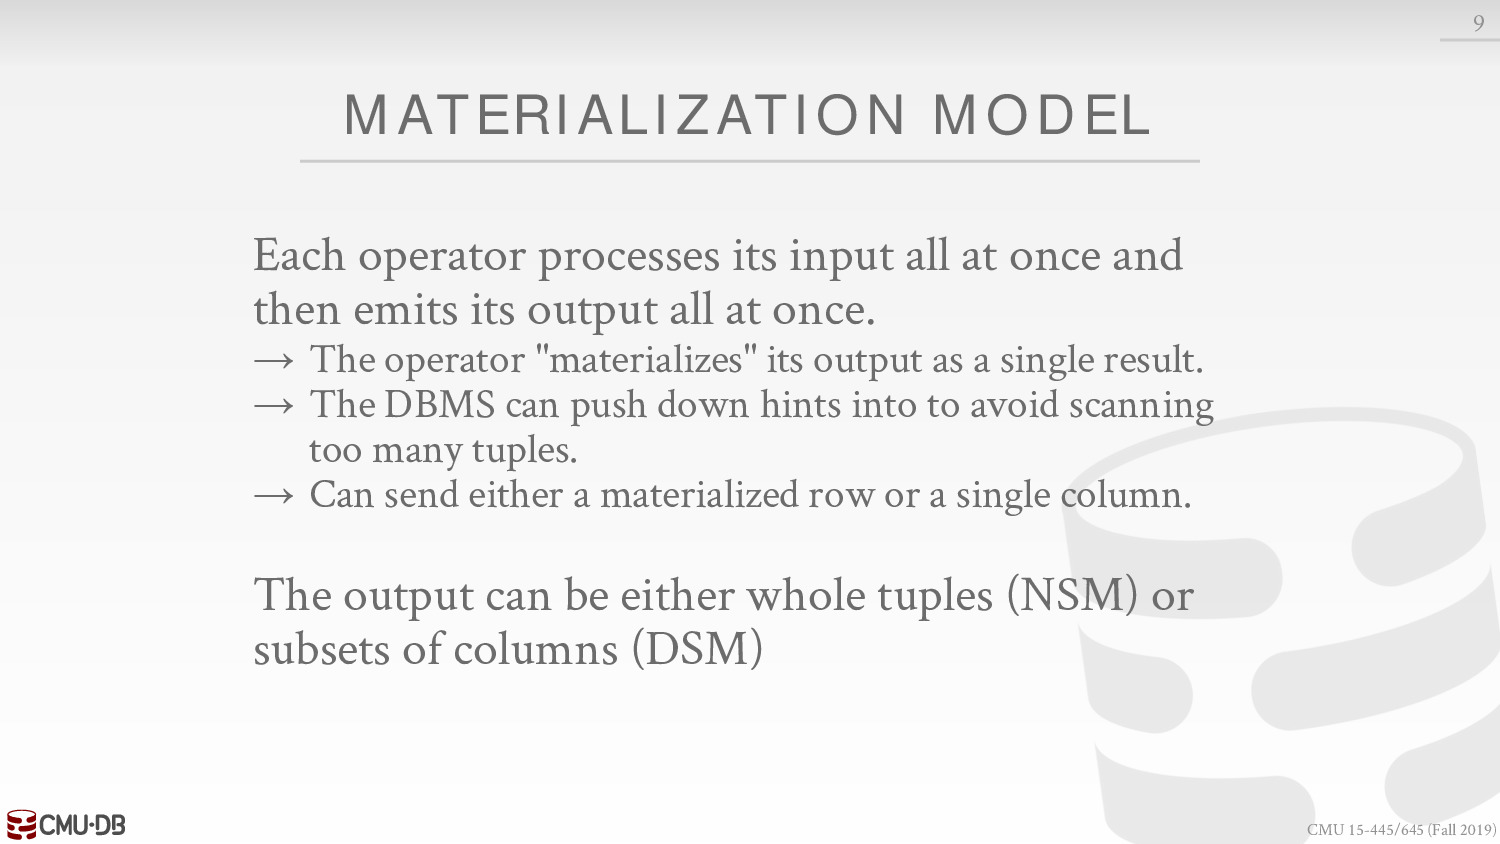 9
MATERIALIZATION MODEL
Each operator processes its input all at once and
then emits its output all at once.
→ The operator "materializes" its output as a single result.
→ The DBMS can push down hints into to avoid scanning
too many tuples.
→ Can send either a materialized row or a single column.
The output can be either whole tuples (NSM) or
subsets of columns (DSM)
CMU·DB
CMU 15-445/645 (Fall 2019)